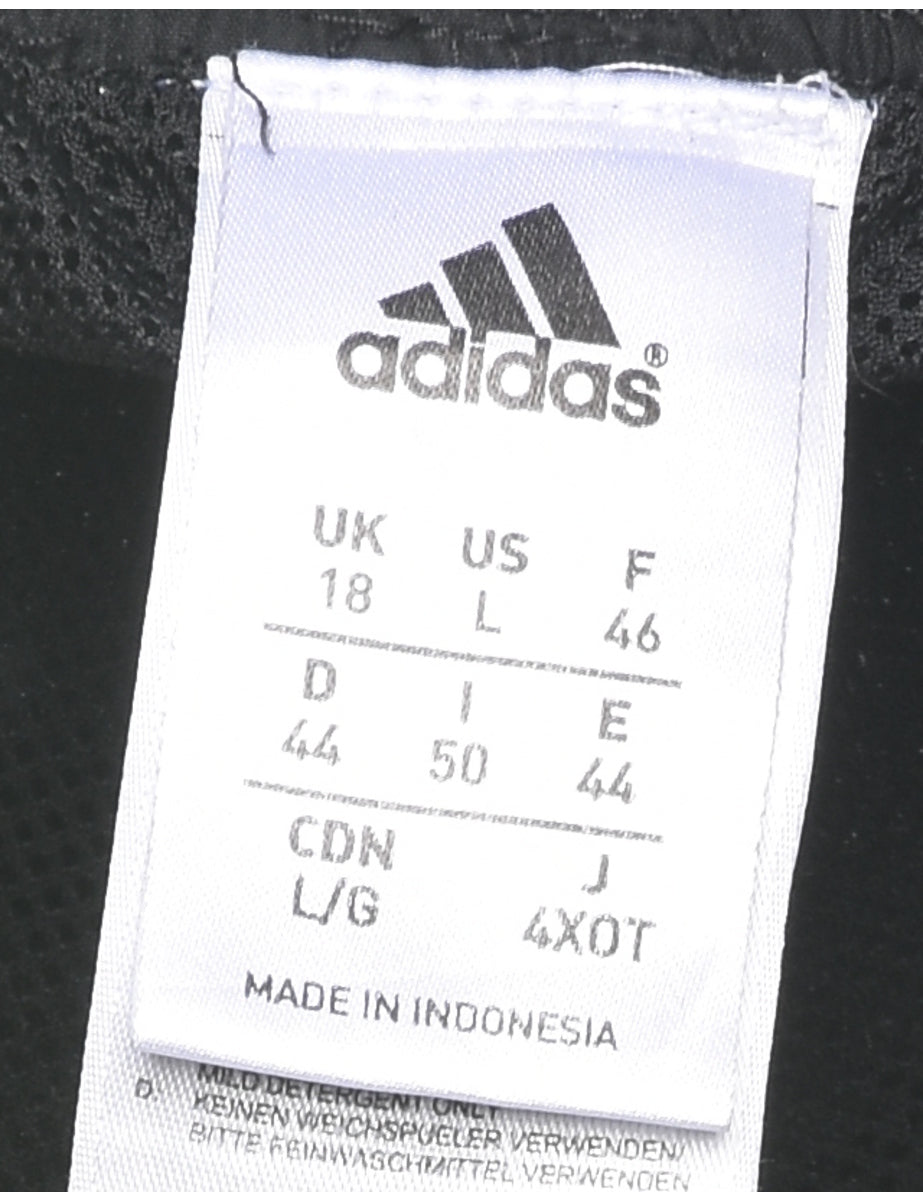 adidas®
UK US F
18 L 46
D I E
44 50 44
CDN J
L/G 4XOT
MADE IN INDONESIA
MILD DETERGENT ONLY
D: KEINEN WEICHSPUELER VERWENDEN/
BITTE FEINWASCHMITTEL VERWENDEN